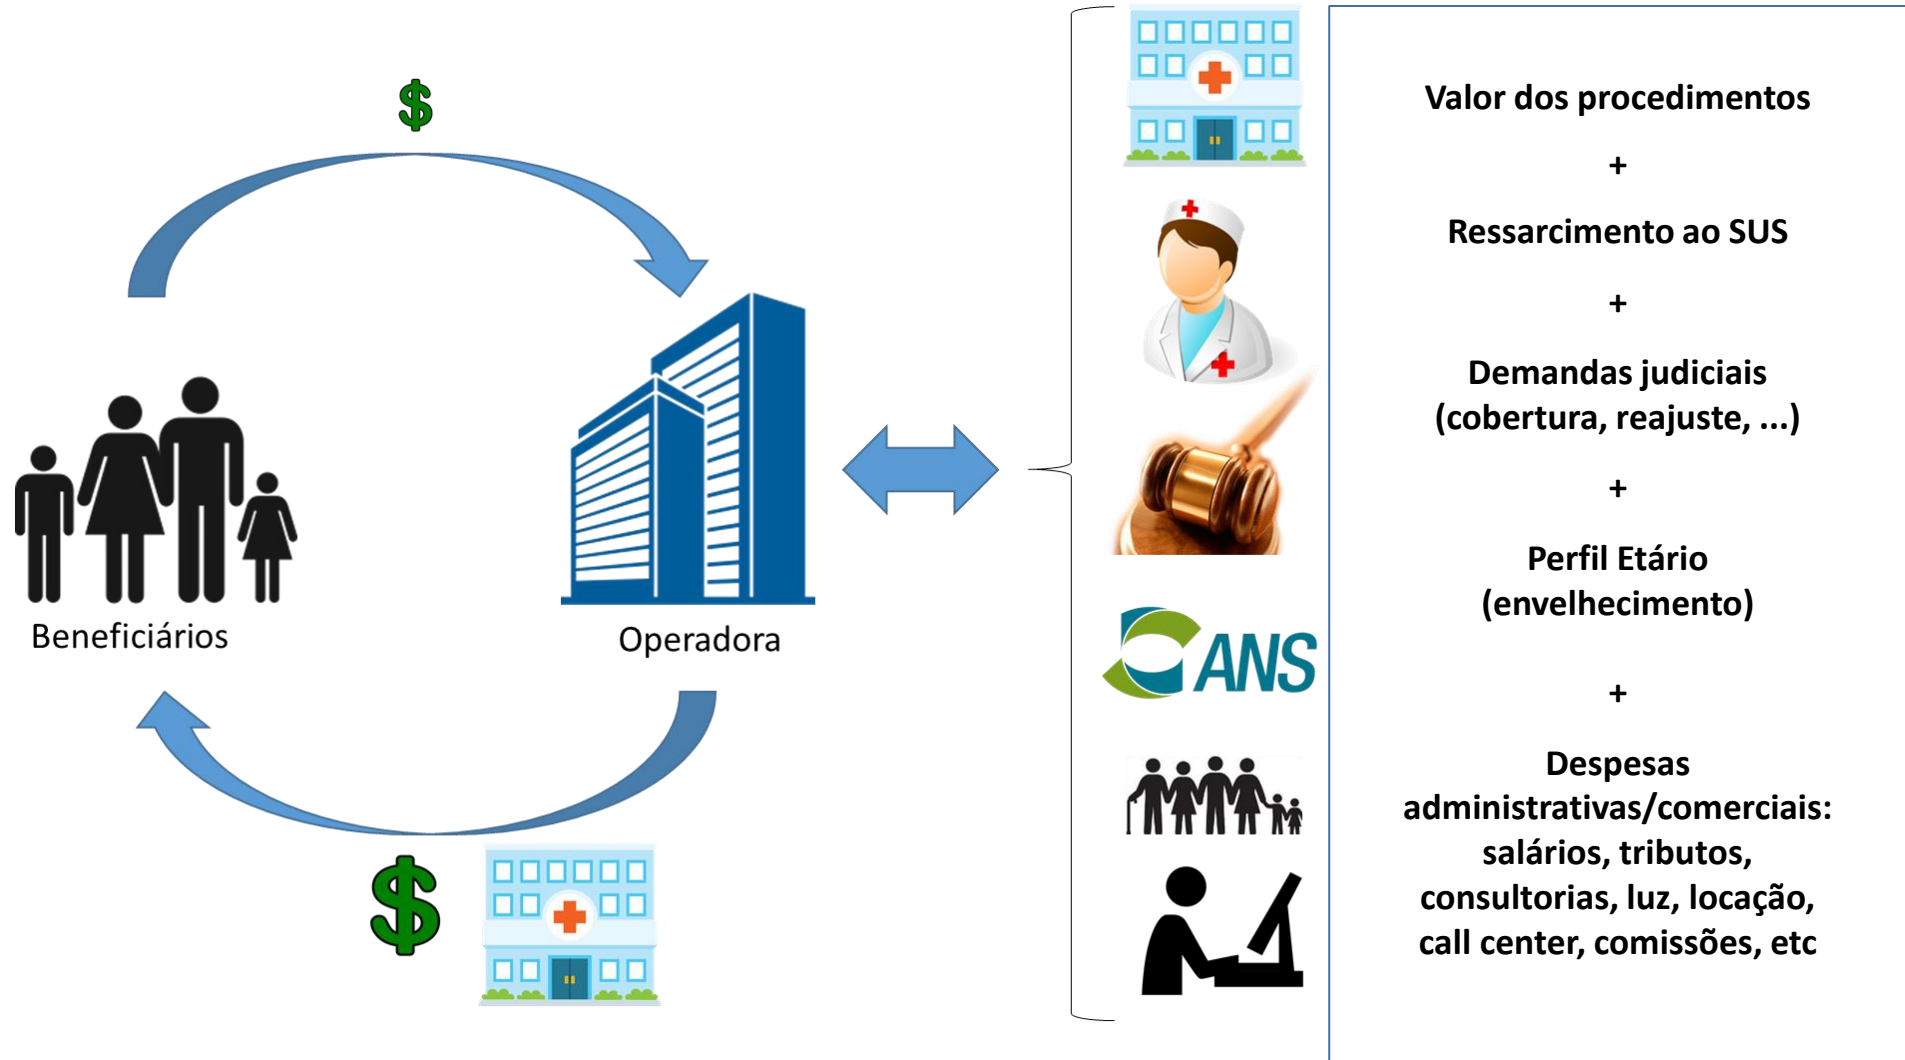 $
Beneficiários
Operadora
$
ANS
Valor dos procedimentos
+
Ressarcimento ao SUS
+
Demandas judiciais
(cobertura, reajuste, ...)
+
Perfil Etário
(envelhecimento)
+
Despesas
administrativas/comerciais:
salários, tributos,
consultorias, luz, locação,
call center, comissões, etc